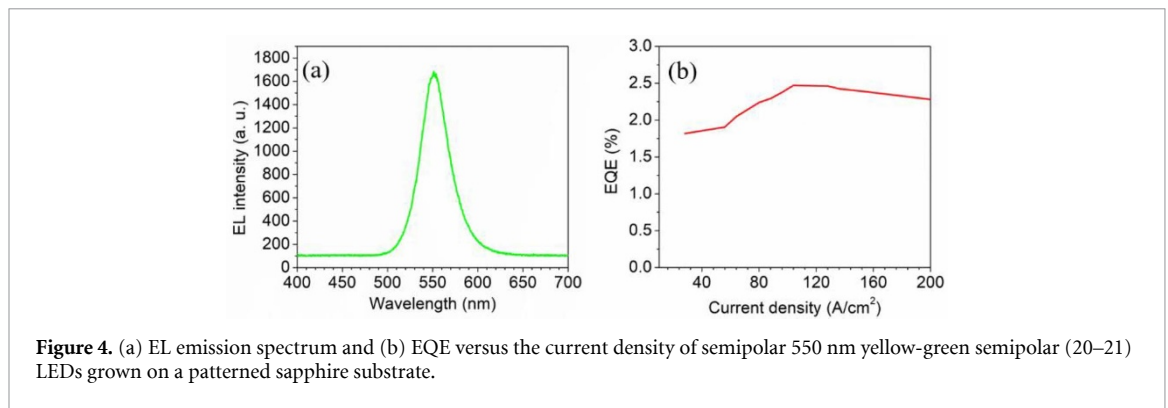 (a)
EL intensity (a. u.)
1800
1600
1400
1200
1000
800
600
400
200
0
400 450 500 550 600 650 700
Wavelength (nm)
(b)
EQE (%)
3.0
2.5
2.0
1.5
1.0
0.5
0.0
40 80 120 160 200
Current density (A/cm²)
Figure 4. (a) EL emission spectrum and (b) EQE versus the current density of semipolar 550 nm yellow-green semipolar (20–21)
LEDs grown on a patterned sapphire substrate.